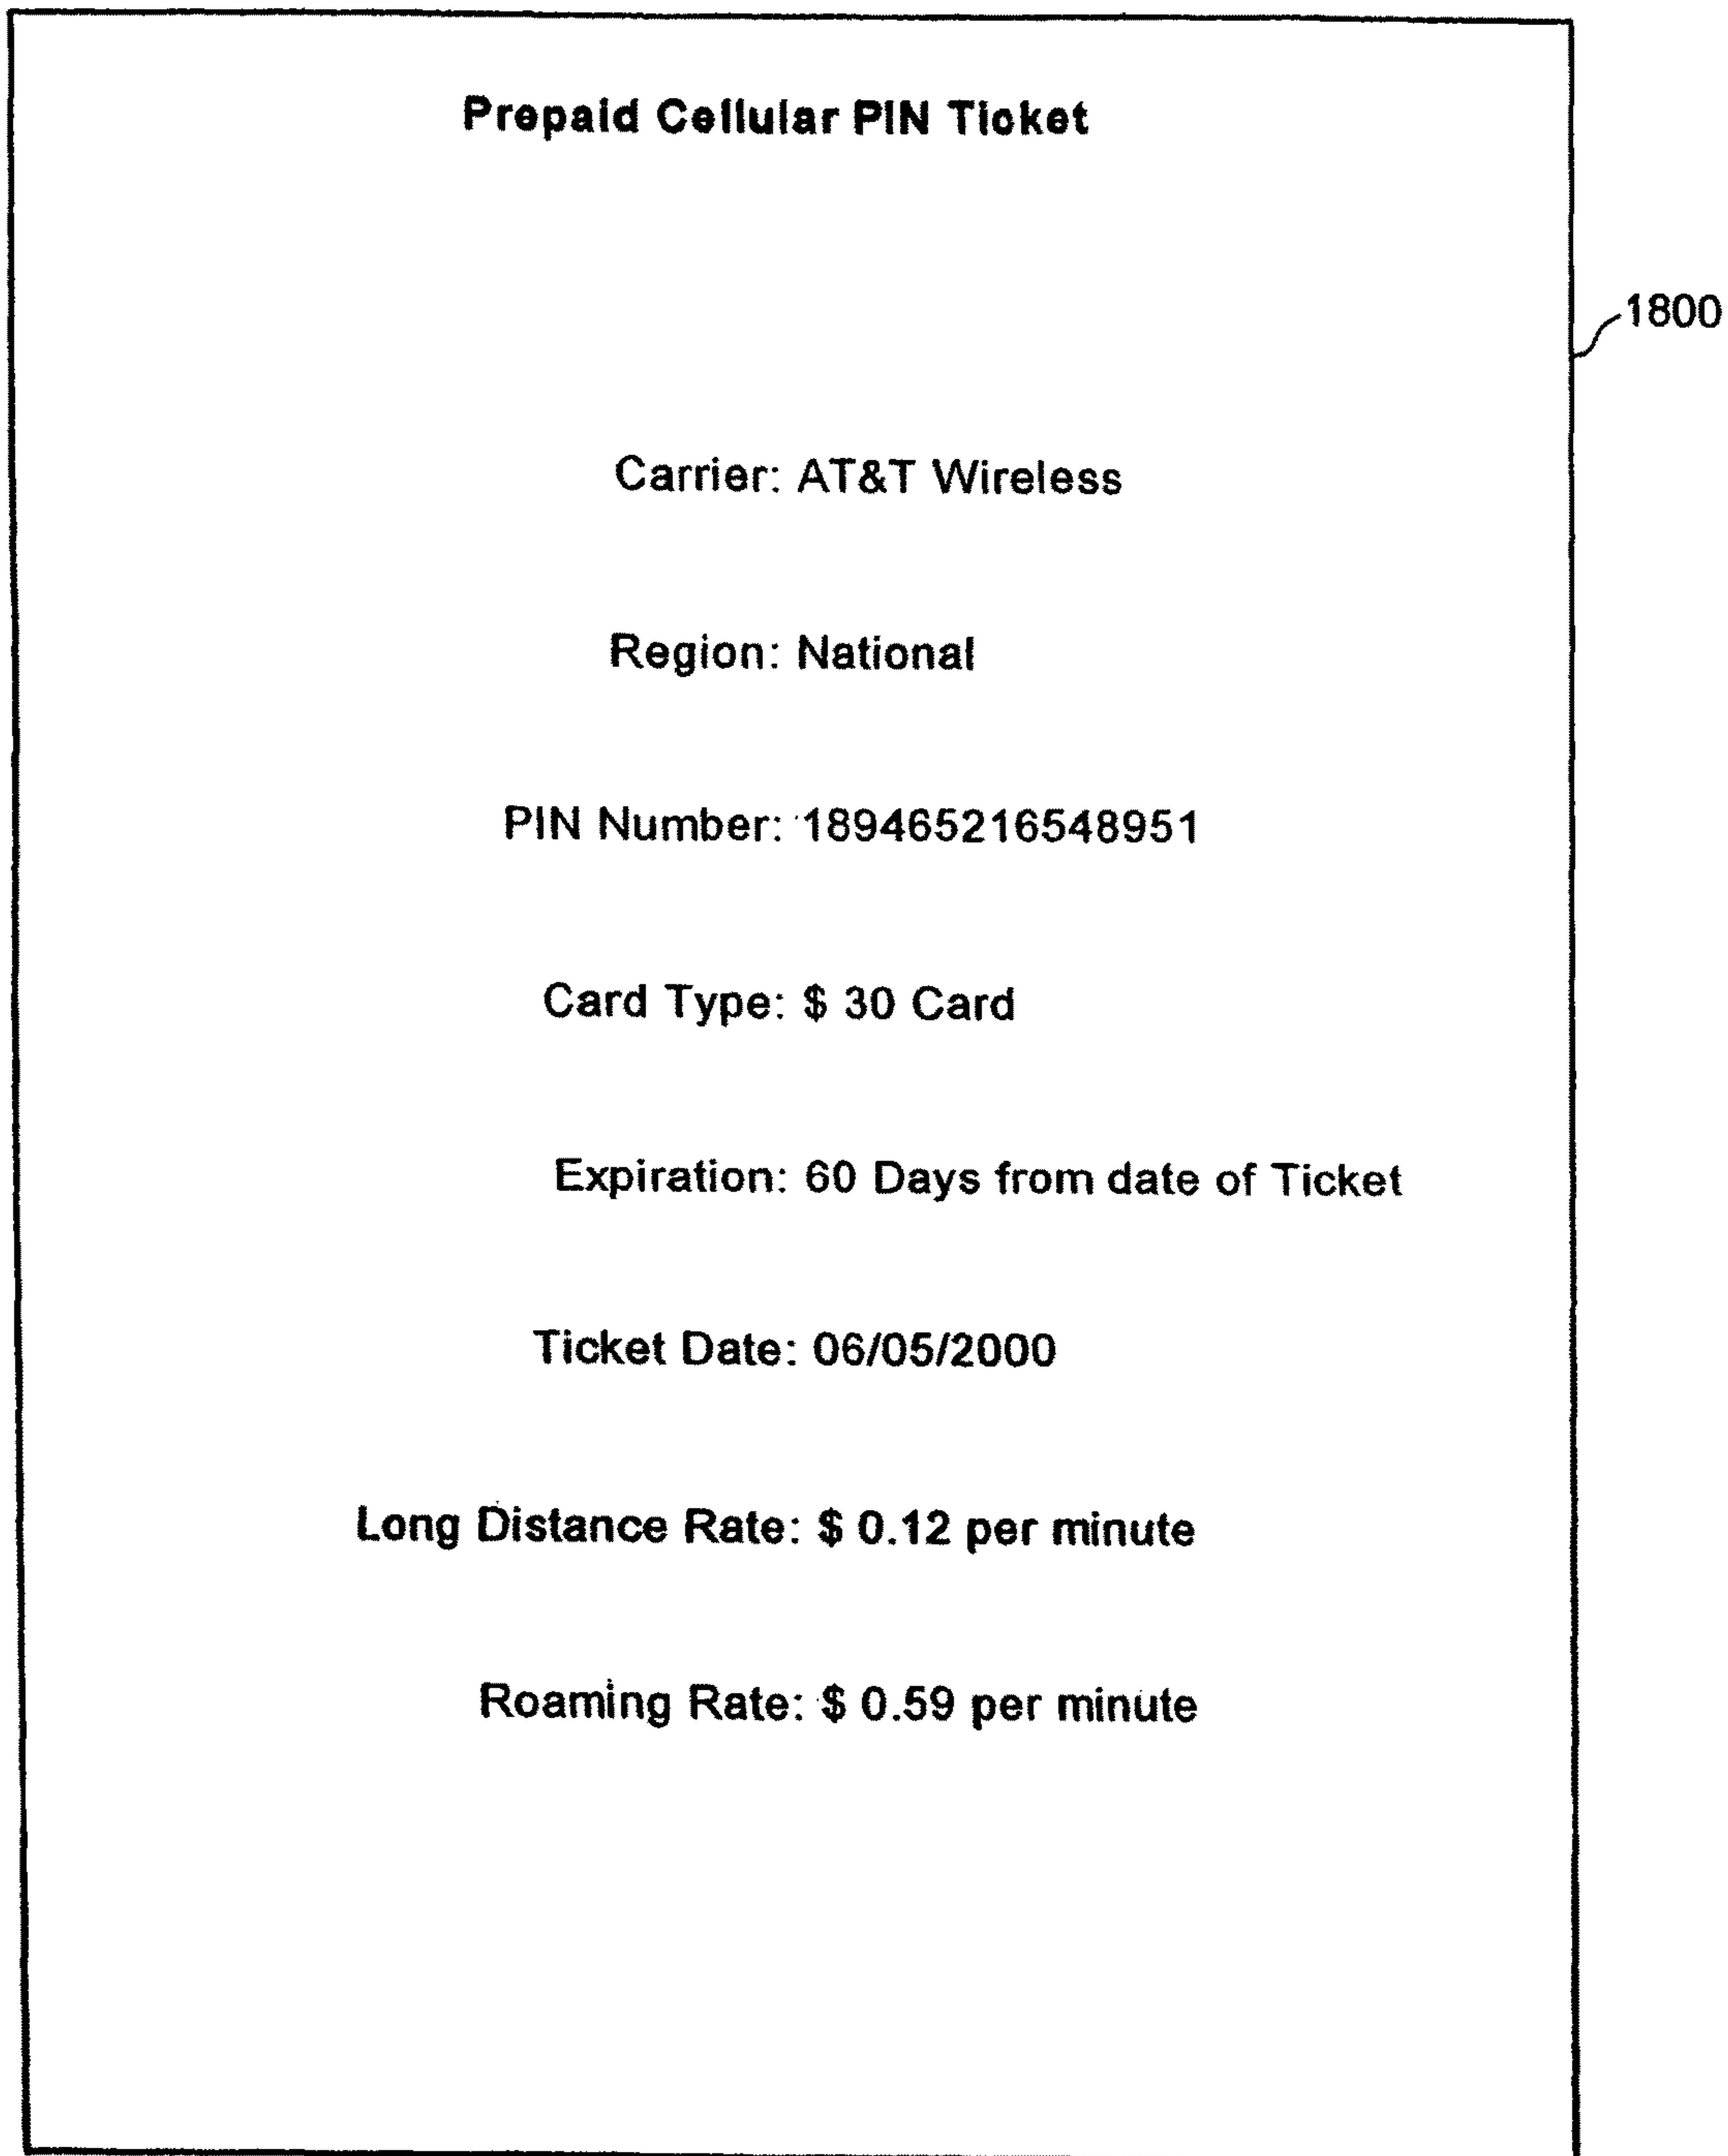 Prepaid Cellular PIN Ticket
1800
Carrier: AT&T Wireless
Region: National
PIN Number: 189465216548951
Card Type: $ 30 Card
Expiration: 60 Days from date of Ticket
Ticket Date: 06/05/2000
Long Distance Rate: $ 0.12 per minute
Roaming Rate: $ 0.59 per minute